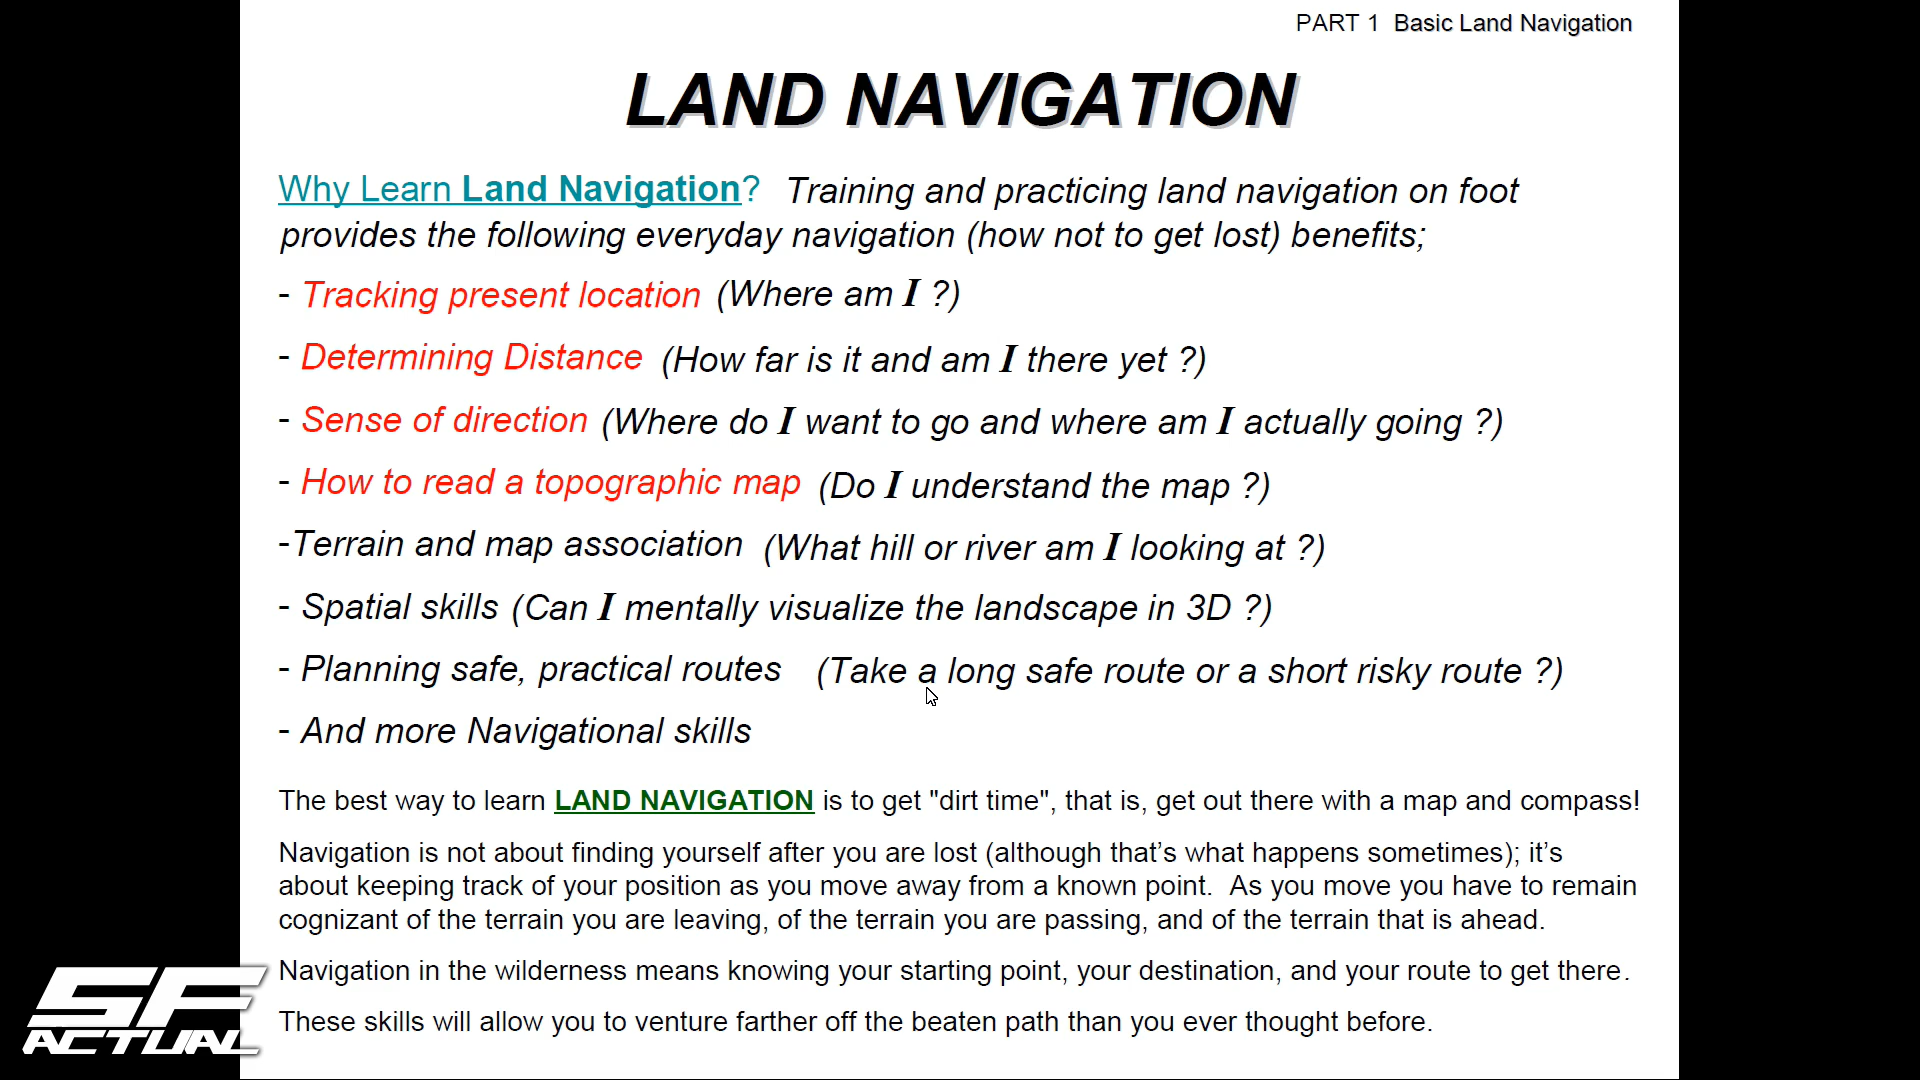 PART 1 Basic Land Navigation
LAND NAVIGATION
Why Learn Land Navigation? Training and practicing land navigation on foot
provides the following everyday navigation (how not to get lost) benefits;
- Tracking present location (Where am I ?)
- Determining Distance (How far is it and am I there yet ?)
- Sense of direction (Where do I want to go and where am I actually going ?)
- How to read a topographic map (Do I understand the map ?)
-Terrain and map association (What hill or river am I looking at ?)
- Spatial skills (Can I mentally visualize the landscape in 3D ?)
- Planning safe, practical routes (Take a long safe route or a short risky route ?)
- And more Navigational skills
The best way to learn LAND NAVIGATION is to get "dirt time", that is, get out there with a map and compass!
Navigation is not about finding yourself after you are lost (although that’s what happens sometimes); it’s
about keeping track of your position as you move away from a known point. As you move you have to remain
cognizant of the terrain you are leaving, of the terrain you are passing, and of the terrain that is ahead.
Navigation in the wilderness means knowing your starting point, your destination, and your route to get there.
These skills will allow you to venture farther off the beaten path than you ever thought before.
SF
ACTUAL